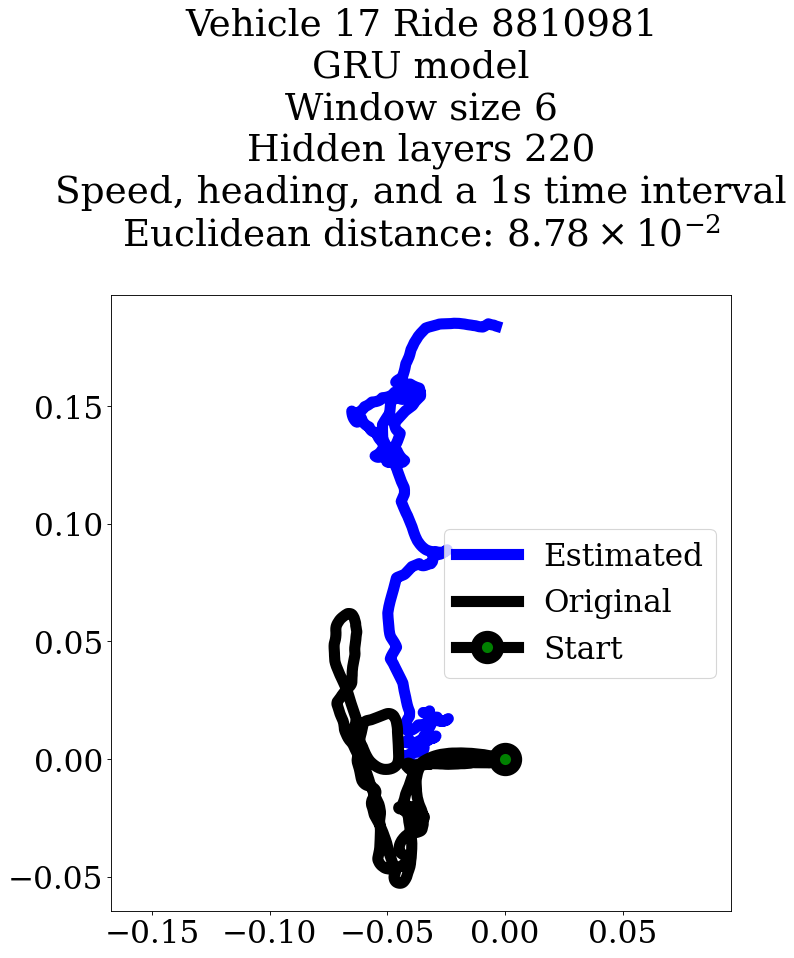 Vehicle 17 Ride 8810981
GRU model
Window size 6
Hidden layers 220
Speed, heading, and a 1s time interval
Euclidean distance: 8.78 × 10⁻²
0.15
0.10
0.05
0.00
−0.05
Estimated
Original
Start
−0.15 −0.10 −0.05 0.00 0.05